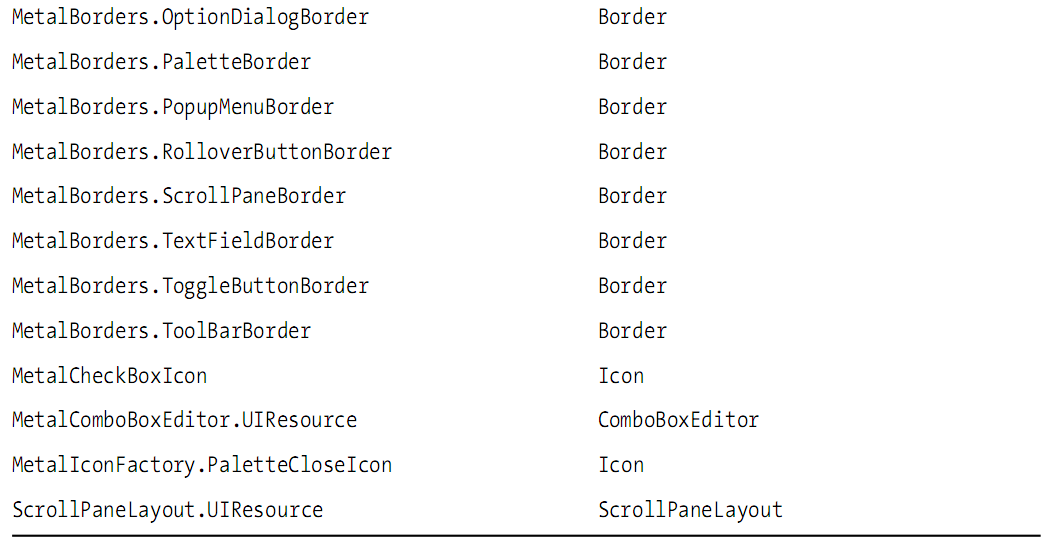 MetalBorders.OptionDialogBorder Border
MetalBorders.PaletteBorder Border
MetalBorders.PopupMenuBorder Border
MetalBorders.RolloverButtonBorder Border
MetalBorders.ScrollPaneBorder Border
MetalBorders.TextFieldBorder Border
MetalBorders.ToggleButtonBorder Border
MetalBorders.ToolBarBorder Border
MetalCheckBoxIcon Icon
MetalComboBoxEditor.UIResource ComboBoxEditor
MetalIconFactory.PaletteCloseIcon Icon
ScrollPaneLayout.UIResource ScrollPaneLayout